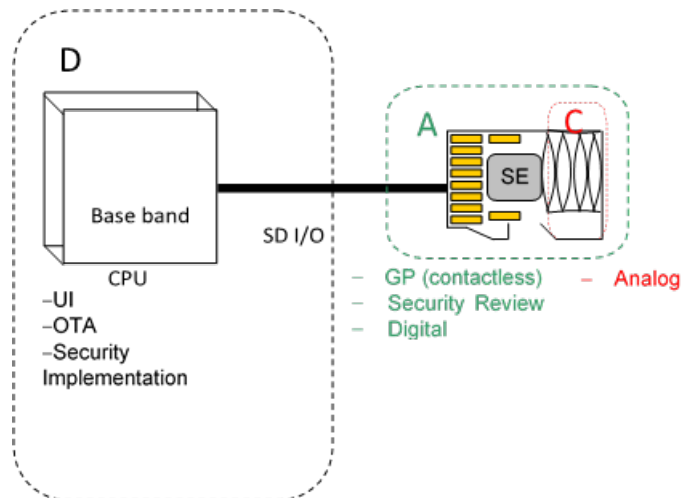 D
A
C
SE
Base band
SD I/O
CPU
–UI
–OTA
–Security
Implementation
– GP (contactless)
– Security Review
– Digital
– Analog